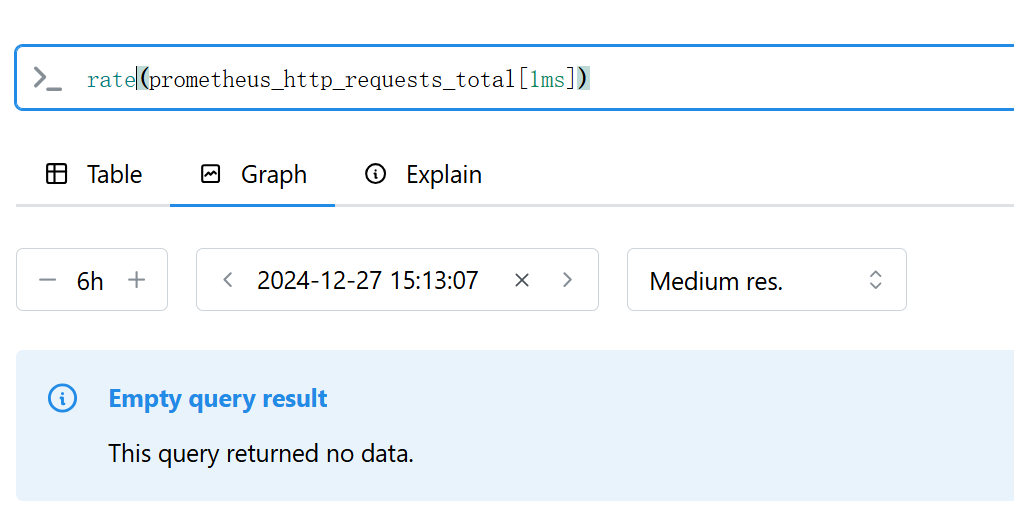 >_ rate(prometheus_http_requests_total[1ms])
Table Graph Explain
6h 2024-12-27 15:13:07 Medium res.
Empty query result
This query returned no data.